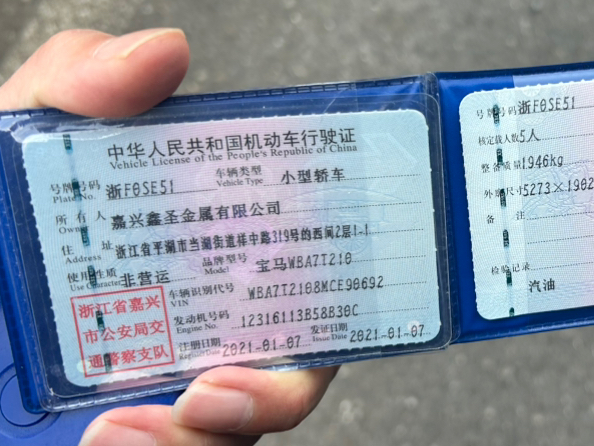 中华人民共和国机动车行驶证
Vehicle License of the People's Republic of China
号牌号码 浙F0SE51 车辆类型 小型轿车
Plate No. Vehicle Type
所有人 嘉兴鑫圣金属有限公司
Owner
住址 浙江省平湖市当湖街道祥中路319号的西间2层1-1
Address
使用性质 非营运 品牌型号 宝马WBA7T210
Use Character Model
车辆识别代号 WBA7T2108MCE90692
VIN
发动机号码 12316113B58B30C
Engine No.
注册日期 2021-01-07 发证日期 2021-01-07
Register Date Issue Date
浙江省嘉兴
市公安局交
通警察支队
号牌号码 浙F0SE51
核定载人数 5人
整备质量 1946kg
外廓尺寸 5273×1902
备注
检验记录
汽油